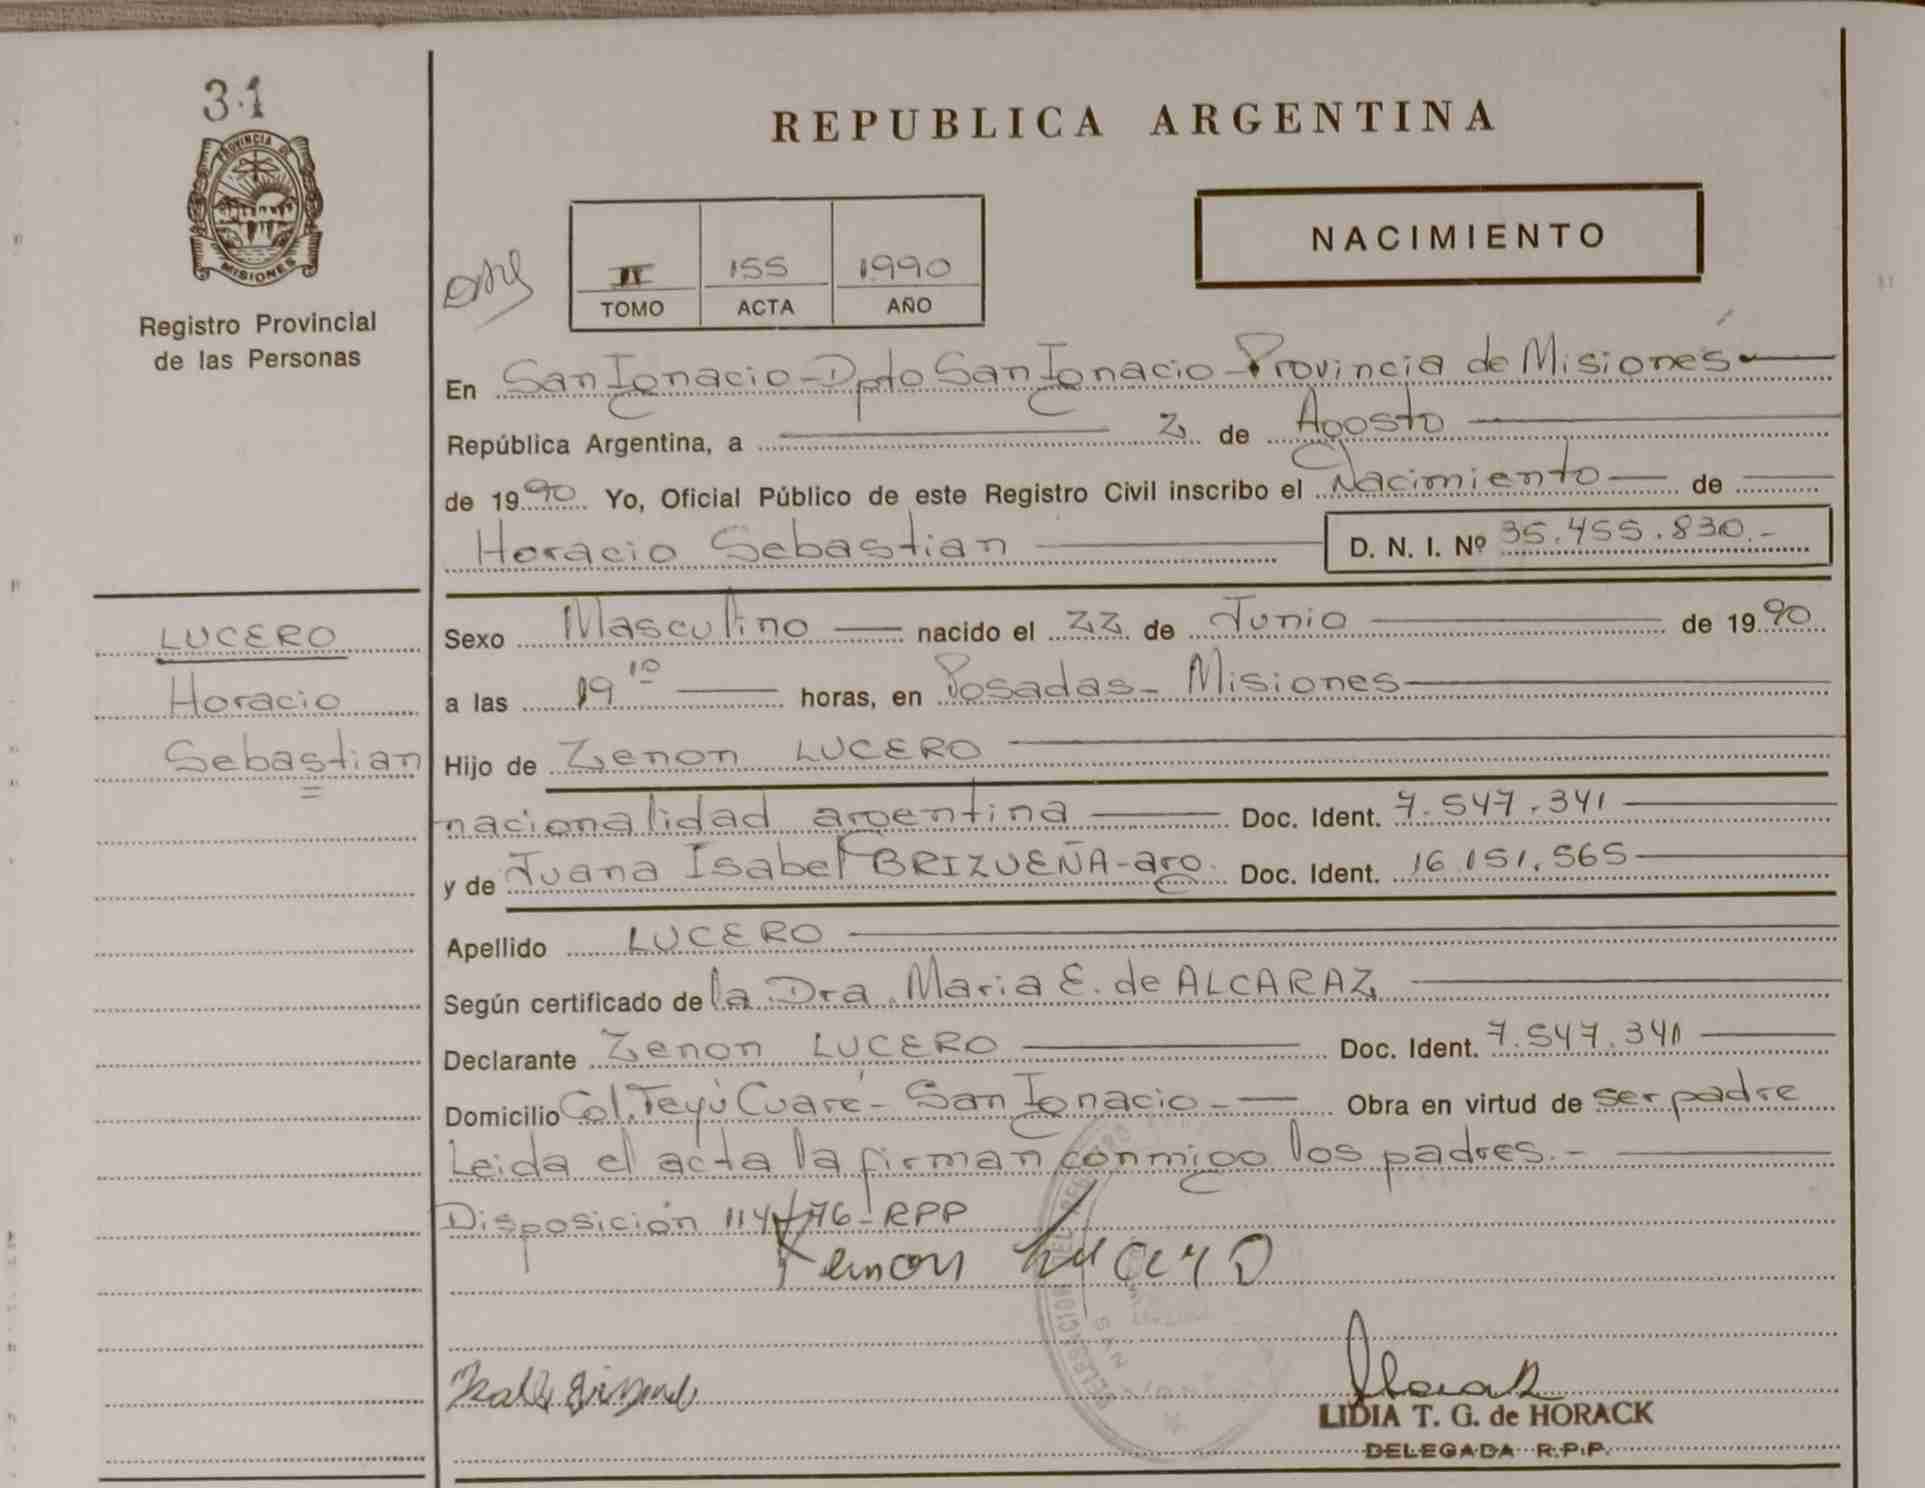 31
PROVINCIA DE
MISIONES
Registro Provincial
de las Personas
REPUBLICA ARGENTINA
II 155 1990
TOMO ACTA AÑO
NACIMIENTO
En San Ignacio - Dpto San Ignacio - Provincia de Misiones
República Argentina, a 2 de Agosto
de 1990 Yo, Oficial Público de este Registro Civil inscribo el Nacimiento de
Horacio Sebastian D. N. I. Nº 35.455.830.-
LUCERO
Horacio
Sebastian
Sexo Masculino nacido el 22 de Junio de 1990
a las 19 10 horas, en Posadas - Misiones
Hijo de Zenon LUCERO
nacionalidad argentina Doc. Ident. 7.547.341
y de Juana Isabel BRIZUEÑA - arg. Doc. Ident. 16.151.565
Apellido LUCERO
Según certificado de la Dra. Maria E. de ALCARAZ
Declarante Zenon LUCERO Doc. Ident. 7.547.341
Domicilio Col. Teyú Cuaré - San Ignacio - Obra en virtud de ser padre
Leida el acta la firman conmigo los padres.-
Disposición 114/76 - RPP
LIDIA T. G. de HORACK
DELEGADA R.P.P.